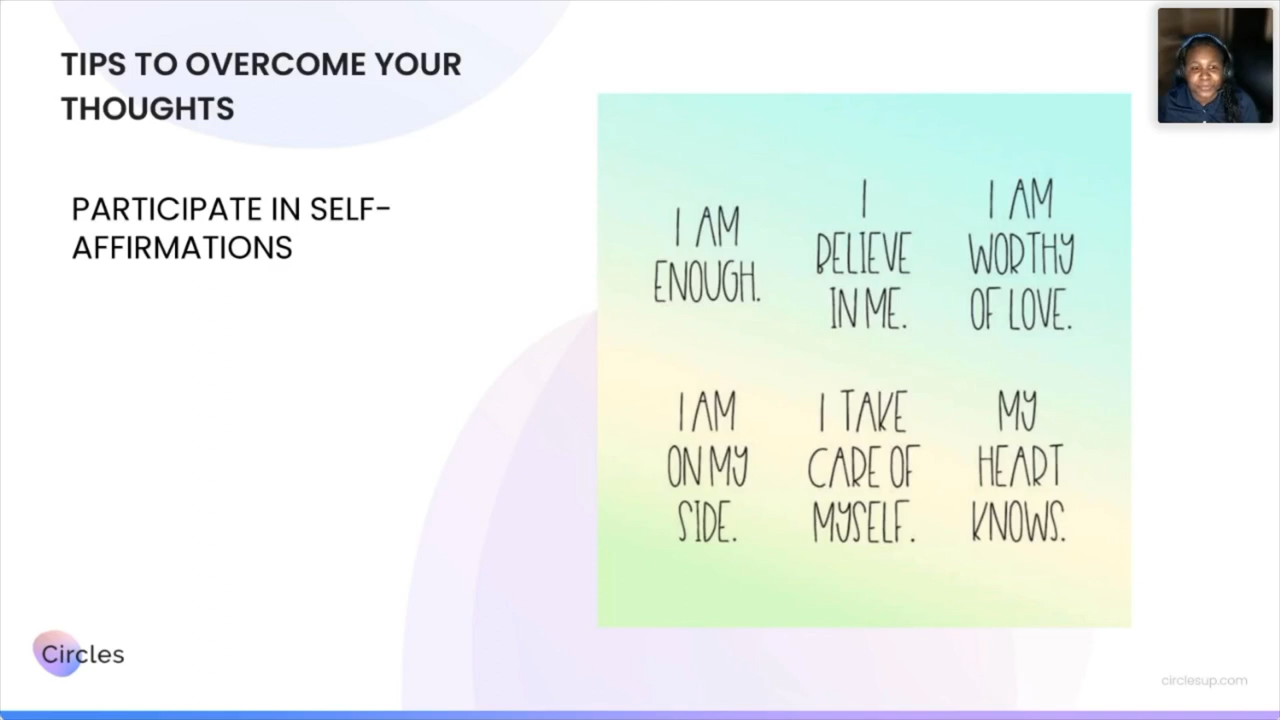 TIPS TO OVERCOME YOUR
THOUGHTS
PARTICIPATE IN SELF-
AFFIRMATIONS
I AM
ENOUGH.
I
BELIEVE
IN ME.
I AM
WORTHY
OF LOVE.
I AM
ON MY
SIDE.
I TAKE
CARE OF
MYSELF.
MY
HEART
KNOWS.
Circles
circlesup.com